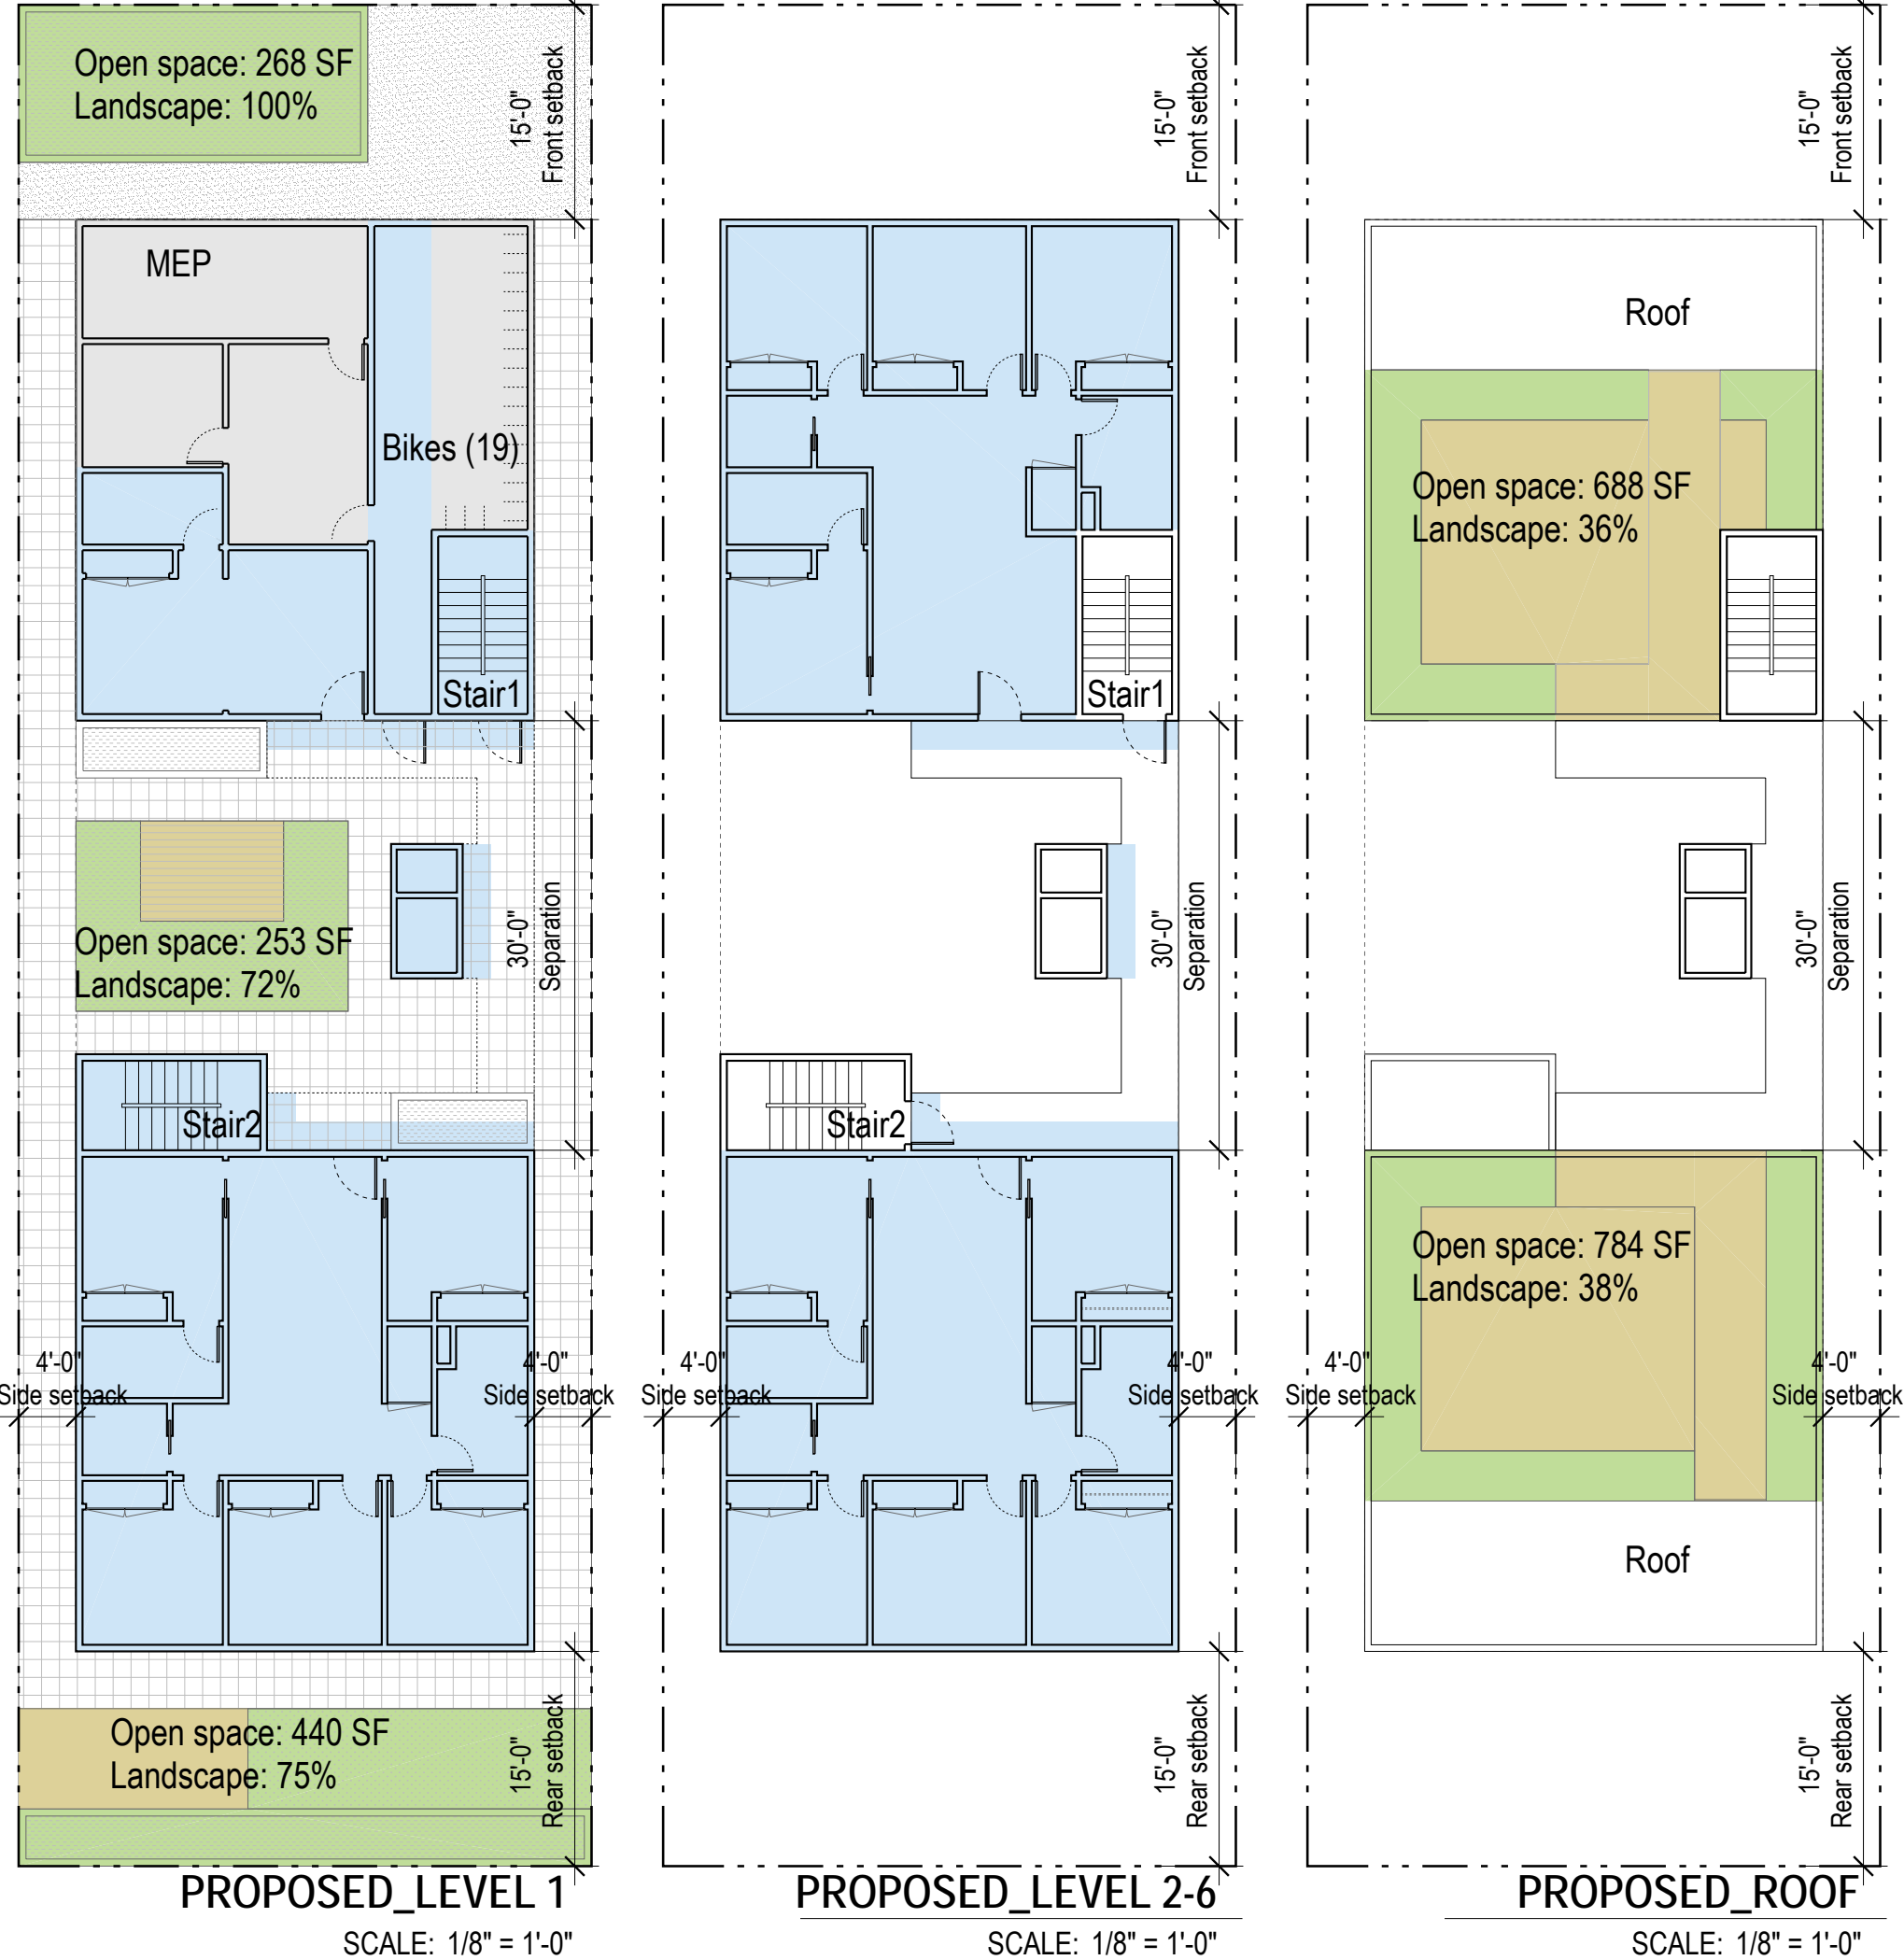 Open space: 268 SF
Landscape: 100%
15'-0"
Front setback
MEP
Bikes (19)
Stair1
Open space: 253 SF
Landscape: 72%
30'-0"
Separation
Stair2
4'-0"
Side setback
4'-0"
Side setback
Open space: 440 SF
Landscape: 75%
15'-0"
Rear setback
PROPOSED_LEVEL 1
SCALE: 1/8" = 1'-0"
15'-0"
Front setback
Stair1
30'-0"
Separation
Stair2
4'-0"
Side setback
4'-0"
Side setback
15'-0"
Rear setback
PROPOSED_LEVEL 2-6
SCALE: 1/8" = 1'-0"
15'-0"
Front setback
Roof
Open space: 688 SF
Landscape: 36%
30'-0"
Separation
Open space: 784 SF
Landscape: 38%
4'-0"
Side setback
4'-0"
Side setback
Roof
15'-0"
Rear setback
PROPOSED_ROOF
SCALE: 1/8" = 1'-0"